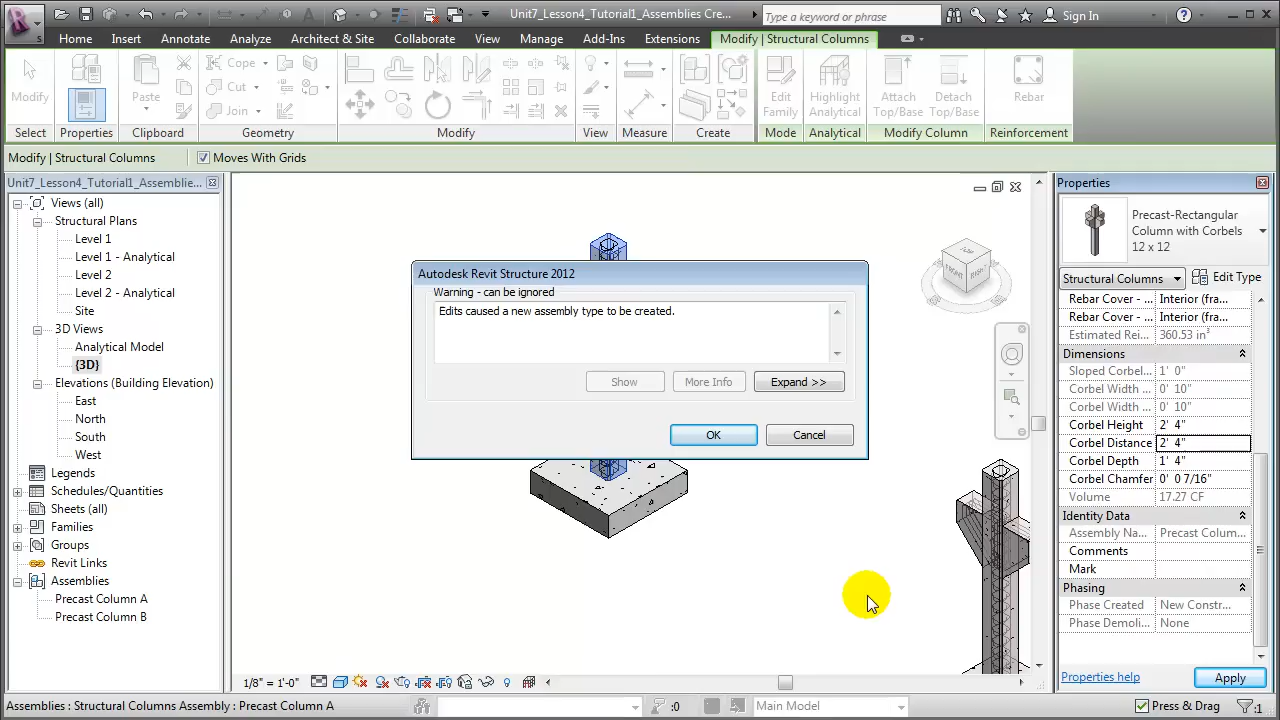 Unit7_Lesson4_Tutorial1_Assemblies Cre...
Type a keyword or phrase
Sign In
Home
Insert
Annotate
Analyze
Architect & Site
Collaborate
View
Manage
Add-Ins
Extensions
Modify | Structural Columns
Modify
Paste
Cope
Cut
Join
Edit Family
Highlight Analytical
Attach Top/Base
Detach Top/Base
Rebar
Select
Properties
Clipboard
Geometry
Modify
View
Measure
Create
Mode
Analytical
Modify Column
Reinforcement
Modify | Structural Columns
Moves With Grids
Unit7_Lesson4_Tutorial1_Assemblie...
Views (all)
Structural Plans
Level 1
Level 1 - Analytical
Level 2
Level 2 - Analytical
Site
3D Views
Analytical Model
{3D}
Elevations (Building Elevation)
East
North
South
West
Legends
Schedules/Quantities
Sheets (all)
Families
Groups
Revit Links
Assemblies
Precast Column A
Precast Column B
TOP
FRONT
RIGHT
Autodesk Revit Structure 2012
Warning - can be ignored
Edits caused a new assembly type to be created.
Show
More Info
Expand >>
OK
Cancel
Properties
Precast-Rectangular
Column with Corbels
12 x 12
Structural Columns
Edit Type
Rebar Cover - ... Interior (fra...
Rebar Cover - ... Interior (fra...
Estimated Rei... 360.53 in³
Dimensions
Sloped Corbel... 1' 0"
Corbel Width ... 0' 10"
Corbel Width ... 0' 10"
Corbel Height 2' 4"
Corbel Distance 2' 4"
Corbel Depth 1' 4"
Corbel Chamfer 0' 0 7/16"
Volume 17.27 CF
Identity Data
Assembly Na... Precast Colum...
Comments
Mark
Phasing
Phase Created New Constr...
Phase Demoli... None
Properties help
Apply
1/8" = 1'-0"
Assemblies : Structural Columns Assembly : Precast Column A
:0
Main Model
Press & Drag
:1